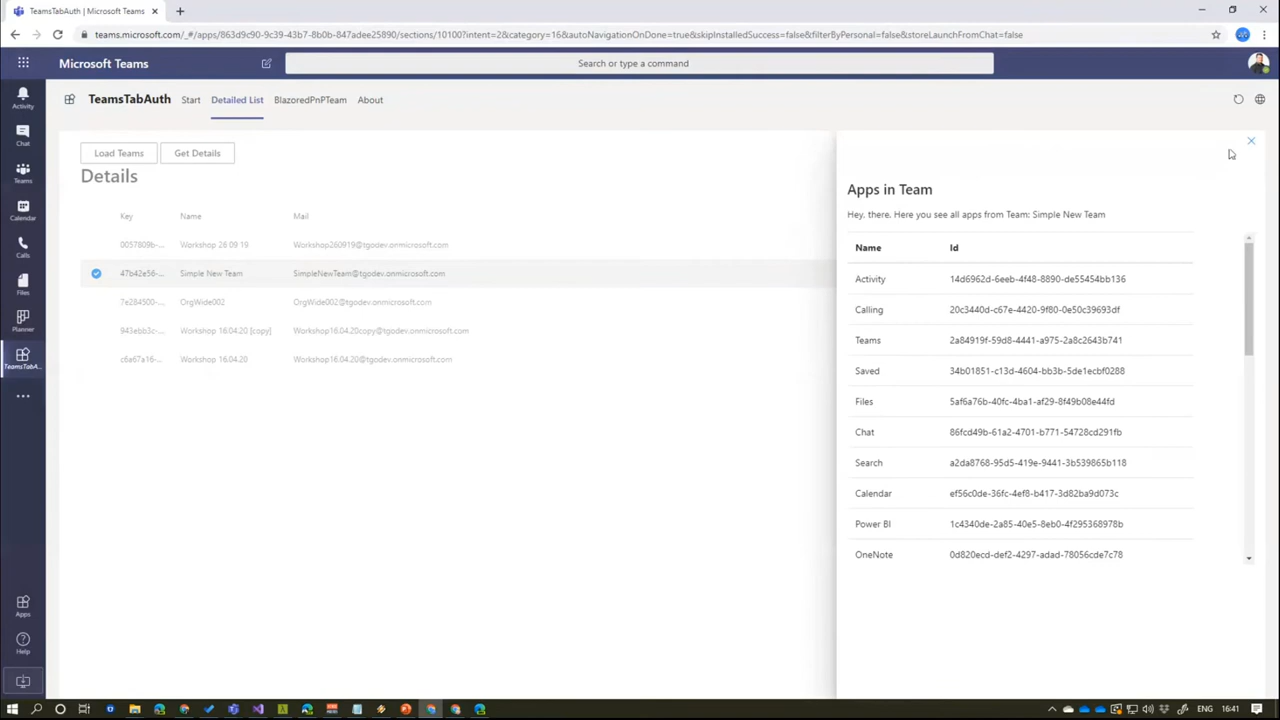 TeamsTabAuth | Microsoft Teams
teams.microsoft.com/_#/apps/863d9c90-9c39-43b7-8b0b-847adee25890/sections/10100?intent=2&category=16&autoNavigationOnDone=true&skipInstalledSuccess=false&filterByPersonal=false&storeLaunchFromChat=false
Microsoft Teams
Search or type a command
Activity
Chat
Teams
Calendar
Calls
Files
Planner
TeamsTabA...
Apps
Help
TeamsTabAuth Start Detailed List BlazoredPnPTeam About
Load Teams Get Details
Details
Key Name Mail
0057809b-... Workshop 26 09 19 Workshop260919@tgodev.onmicrosoft.com
47b42e56-... Simple New Team SimpleNewTeam@tgodev.onmicrosoft.com
7e284500-... OrgWide002 OrgWide002@tgodev.onmicrosoft.com
943ebb3c-... Workshop 16.04.20 [copy] Workshop16.04.20copy@tgodev.onmicrosoft.com
c6a67a16-... Workshop 16.04.20 Workshop16.04.20@tgodev.onmicrosoft.com
Apps in Team
Hey, there. Here you see all apps from Team: Simple New Team
Name Id
Activity 14d6962d-6eeb-4f48-8890-de55454bb136
Calling 20c3440d-c67e-4420-9f80-0e50c39693df
Teams 2a84919f-59d8-4441-a975-2a8c2643b741
Saved 34b01851-c13d-4604-bb3b-5de1ecbf0288
Files 5af6a76b-40fc-4ba1-af29-8f49b08e44fd
Chat 86fcd49b-61a2-4701-b771-54728cd291fb
Search a2da8768-95d5-419e-9441-3b539865b118
Calendar ef56c0de-36fc-4ef8-b417-3d82ba9d073c
Power BI 1c4340de-2a85-40e5-8eb0-4f295368978b
OneNote 0d820ecd-def2-4297-adad-78056cde7c78
ENG 16:41